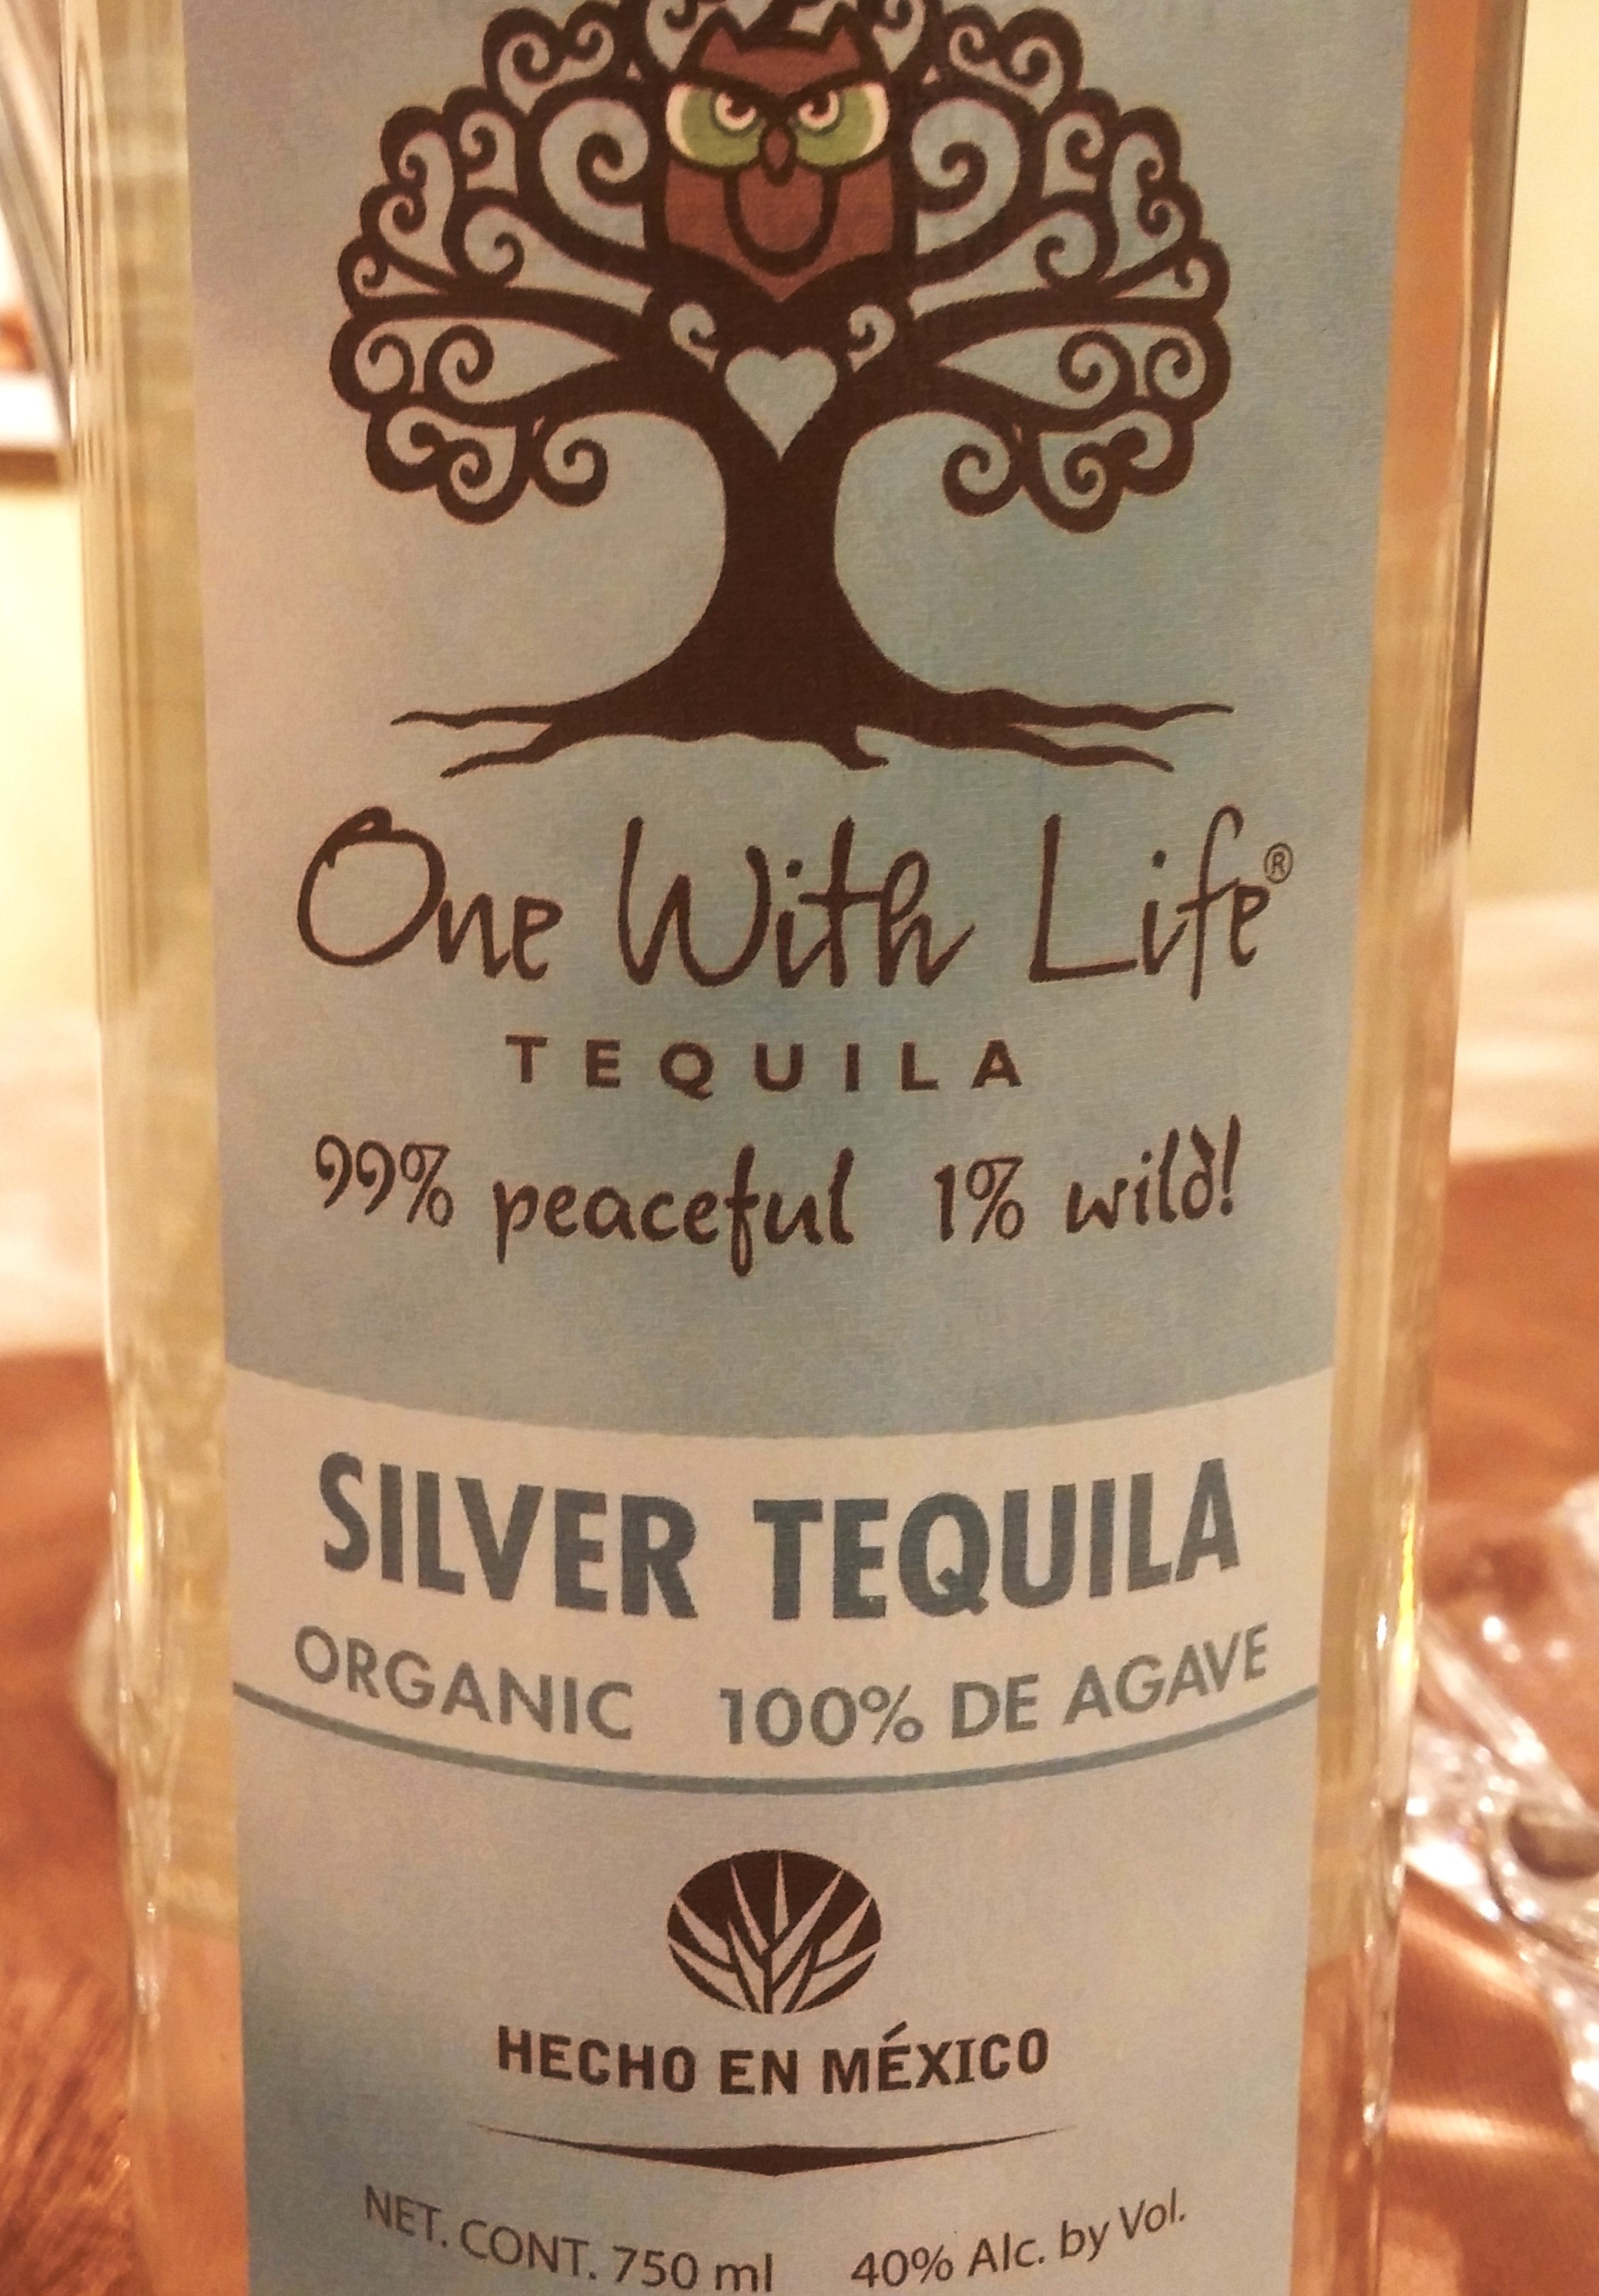 One With Life®
TEQUILA
99% peaceful 1% wild!
SILVER TEQUILA
ORGANIC 100% DE AGAVE
HECHO EN MÉXICO
NET. CONT. 750 ml 40% Alc. by Vol.